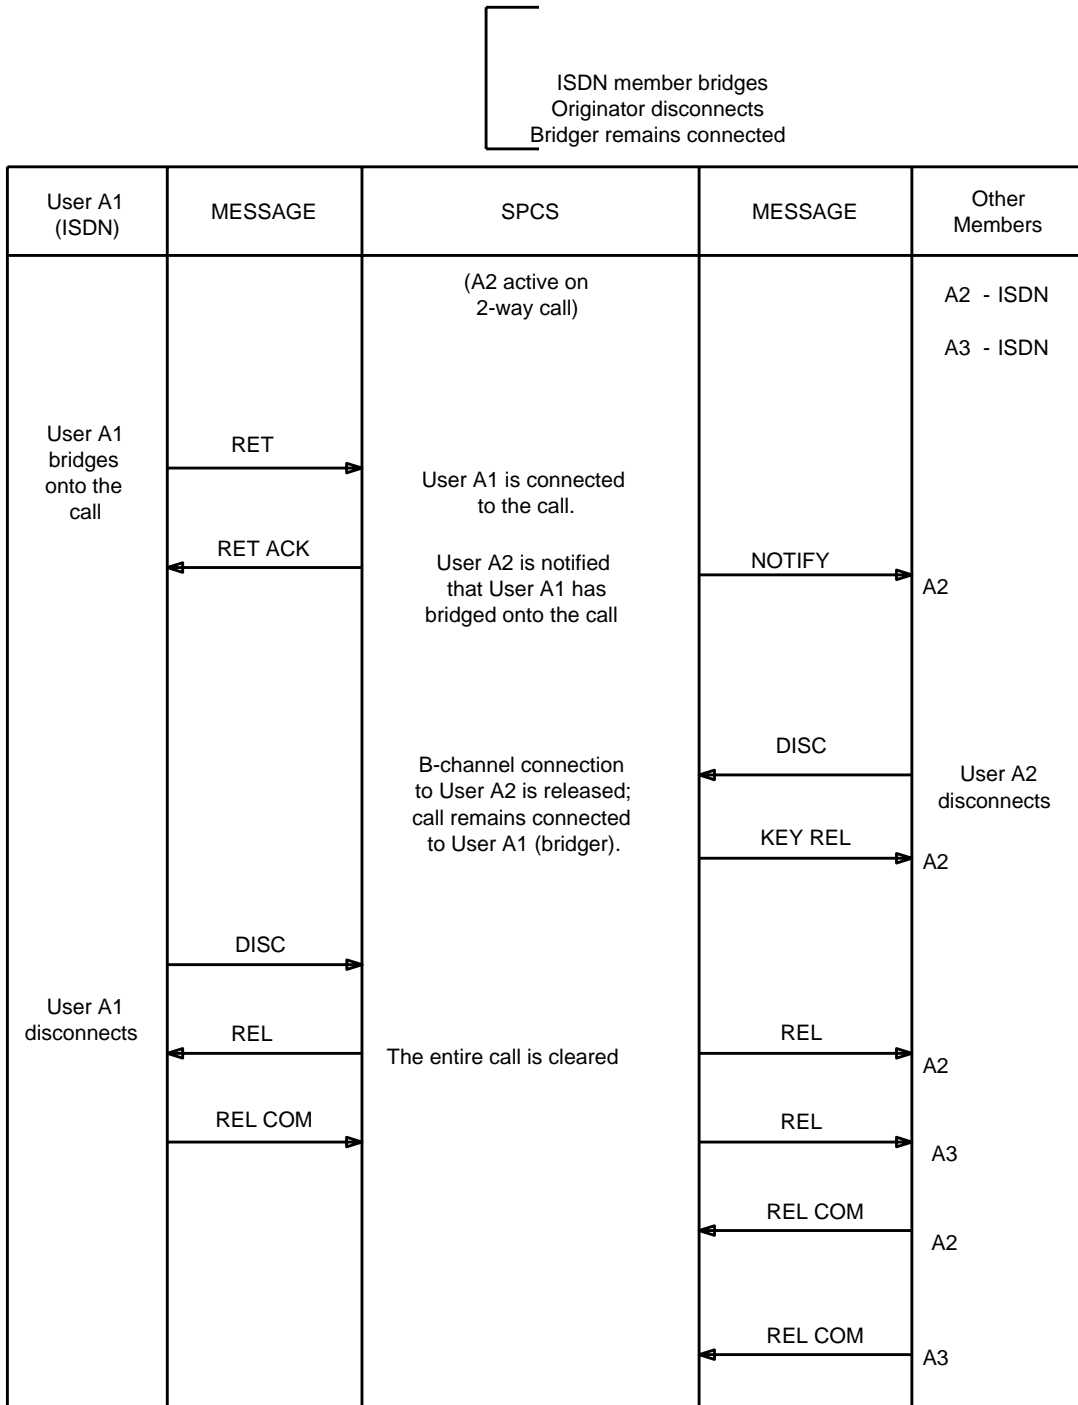 ISDN member bridges
Originator disconnects
Bridger remains connected
User A1
(ISDN)
MESSAGE
SPCS
MESSAGE
Other
Members
(A2 active on
2-way call)
A2 - ISDN
A3 - ISDN
User A1
bridges
onto the
call
RET
User A1 is connected
to the call.
RET ACK
User A2 is notified
that User A1 has
bridged onto the call
NOTIFY
A2
DISC
User A2
disconnects
B-channel connection
to User A2 is released;
call remains connected
to User A1 (bridger).
KEY REL
A2
DISC
User A1
disconnects
REL
The entire call is cleared
REL
A2
REL COM
REL
A3
REL COM
A2
REL COM
A3